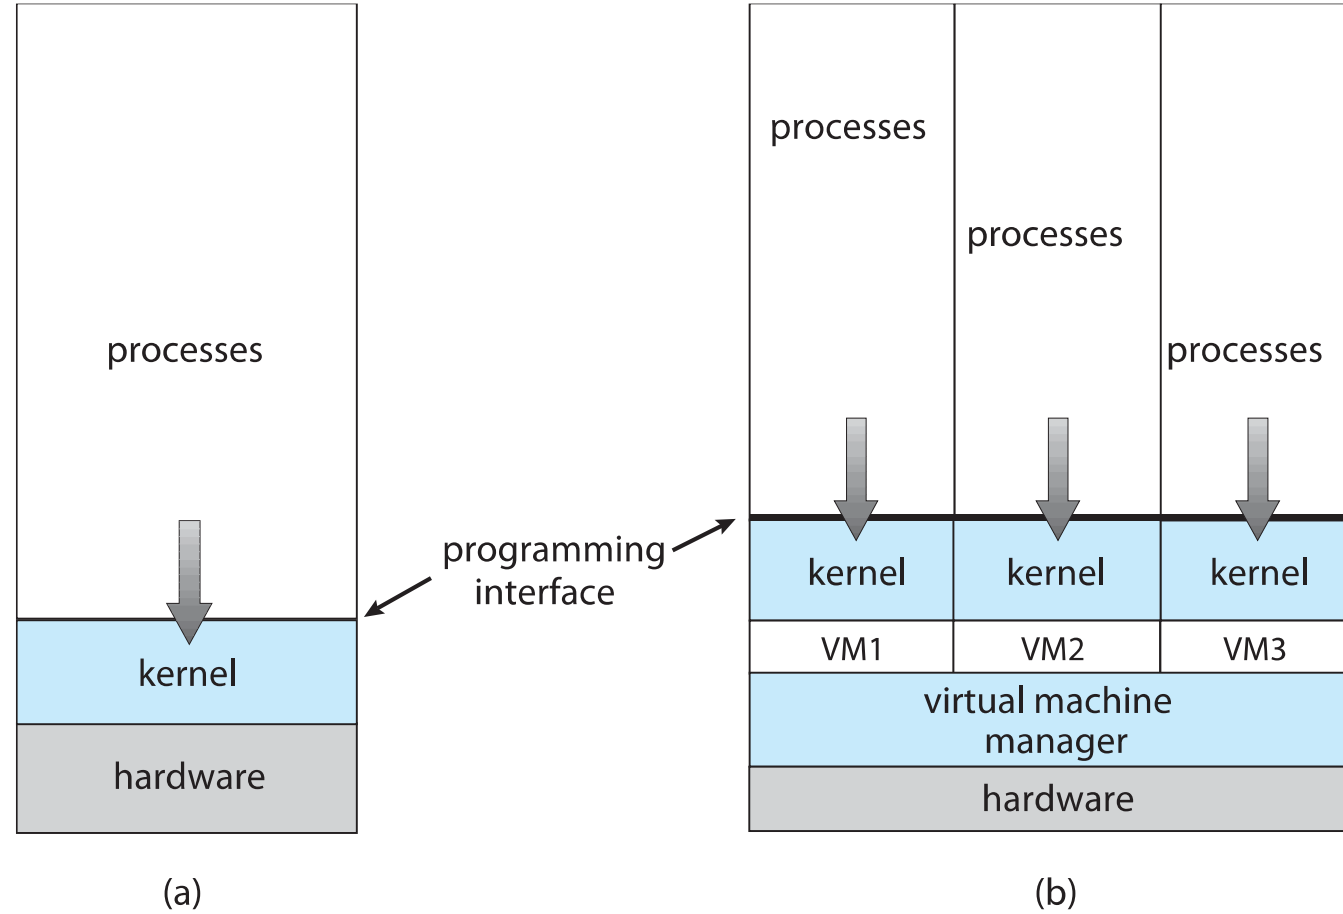 processes
kernel
hardware
(a)
programming
interface
processes
processes
processes
kernel
kernel
kernel
VM1
VM2
VM3
virtual machine
manager
hardware
(b)